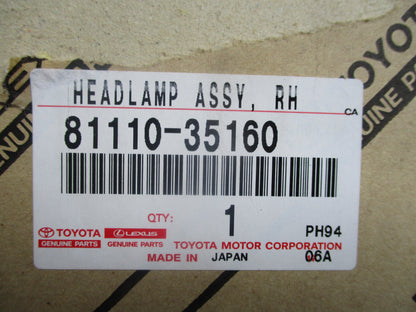 HEADLAMP ASSY, RH
CA
81110-35160
QTY: 1
PH94
TOYOTA LEXUS
GENUINE PARTS GENUINE PARTS TOYOTA MOTOR CORPORATION
MADE IN JAPAN 06A
TOYOTA
GENUINE